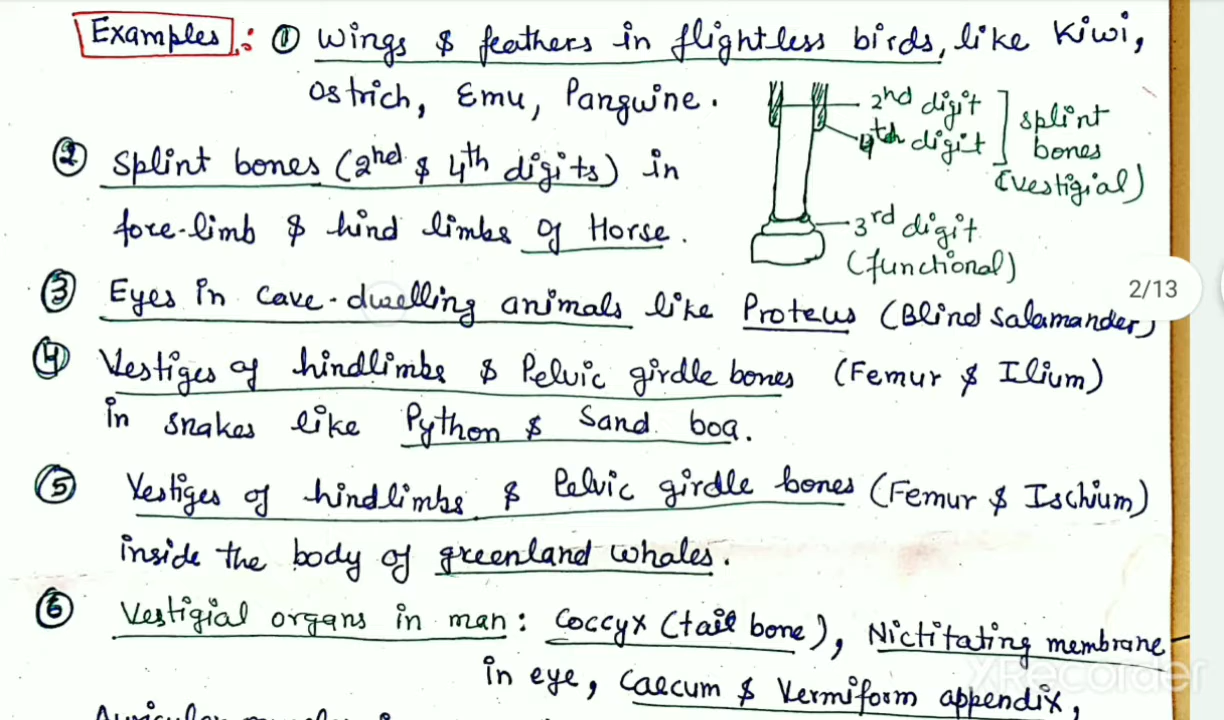 Examples : ① Wings & feathers in flightless birds, like Kiwi,
Ostrich, Emu, Panguine.
2nd digit
4th digit
splint bones (vestigial)
② Splint bones (2nd & 4th digits) in
fore-limb & hind limbs of Horse.
3rd digit
(functional)
③ Eyes in cave-dwelling animals like Proteus (Blind salamander)
2/13
④ Vestiges of hindlimbs & Pelvic girdle bones (Femur & Ilium)
in snakes like Python & Sand boa.
⑤ Vestiges of hindlimbs & Pelvic girdle bones (Femur & Ischium)
inside the body of greenland whales.
⑥ Vestigial organs in man: Coccyx (tail bone), Nictitating membrane
in eye, Caecum & Vermiform appendix,
XRecorder